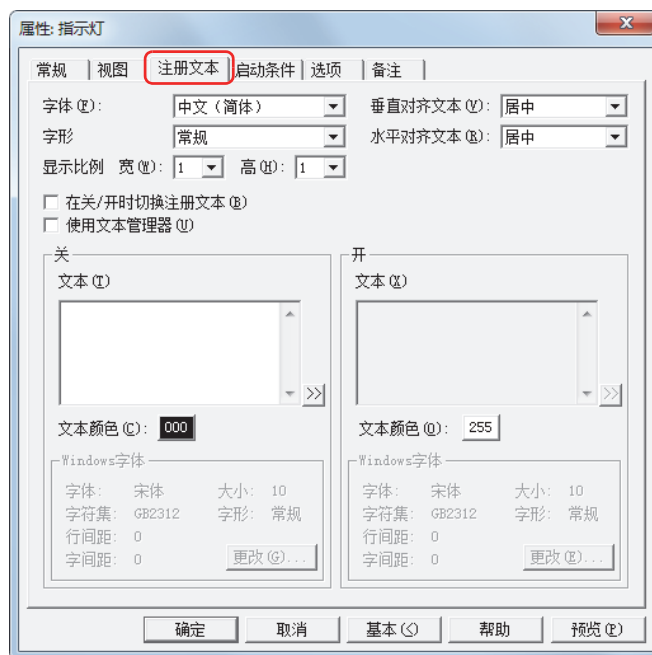 属性: 指示灯
常规 视图 注册文本 启动条件 选项 备注
字体(F): 中文（简体） 垂直对齐文本(V): 居中
字形 常规 水平对齐文本(R): 居中
显示比例 宽(W): 1 高(H): 1
在关/开时切换注册文本(B)
使用文本管理器(U)
关 开
文本(T) 文本(X)
>> >>
文本颜色(C): 000 文本颜色(O): 255
Windows字体 Windows字体
字体: 宋体 大小: 10 字体: 宋体 大小: 10
字符集: GB2312 字形: 常规 字符集: GB2312 字形: 常规
行间距: 0 行间距: 0
字间距: 0 更改(G)... 字间距: 0 更改(E)...
确定 取消 基本(<) 帮助 预览(P)